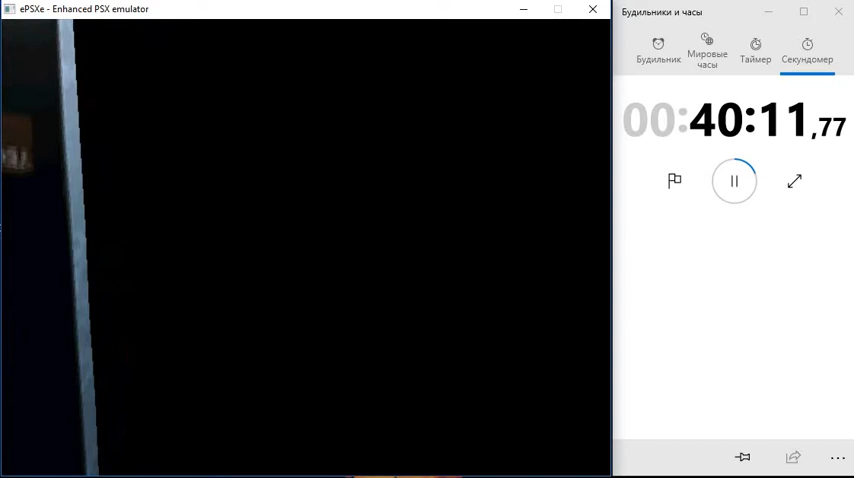 ePSXe - Enhanced PSX emulator
Будильники и часы
Будильник
Мировые
часы
Таймер
Секундомер
00:40:11,77